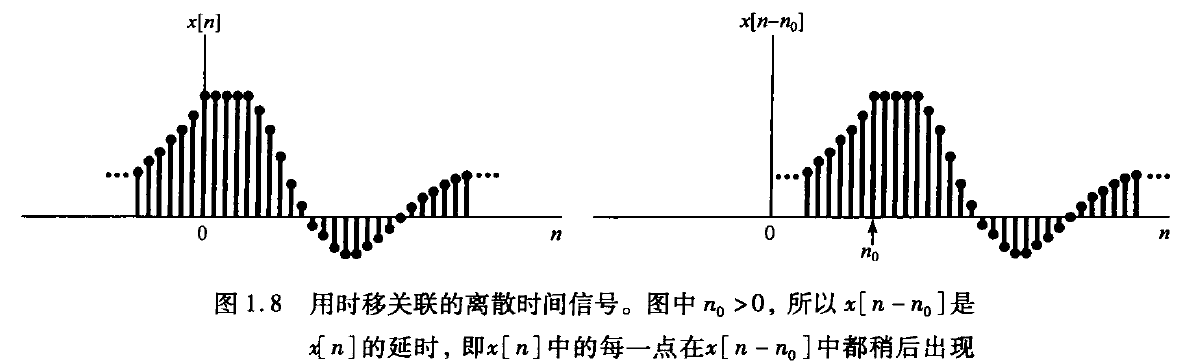 x[n]
x[n-n₀]
0
n
0
n₀
n
图1.8 用时移关联的离散时间信号。图中 n₀ >0, 所以 x[n-n₀]是
x[n]的延时, 即x[n]中的每一点在x[n-n₀]中都稍后出现